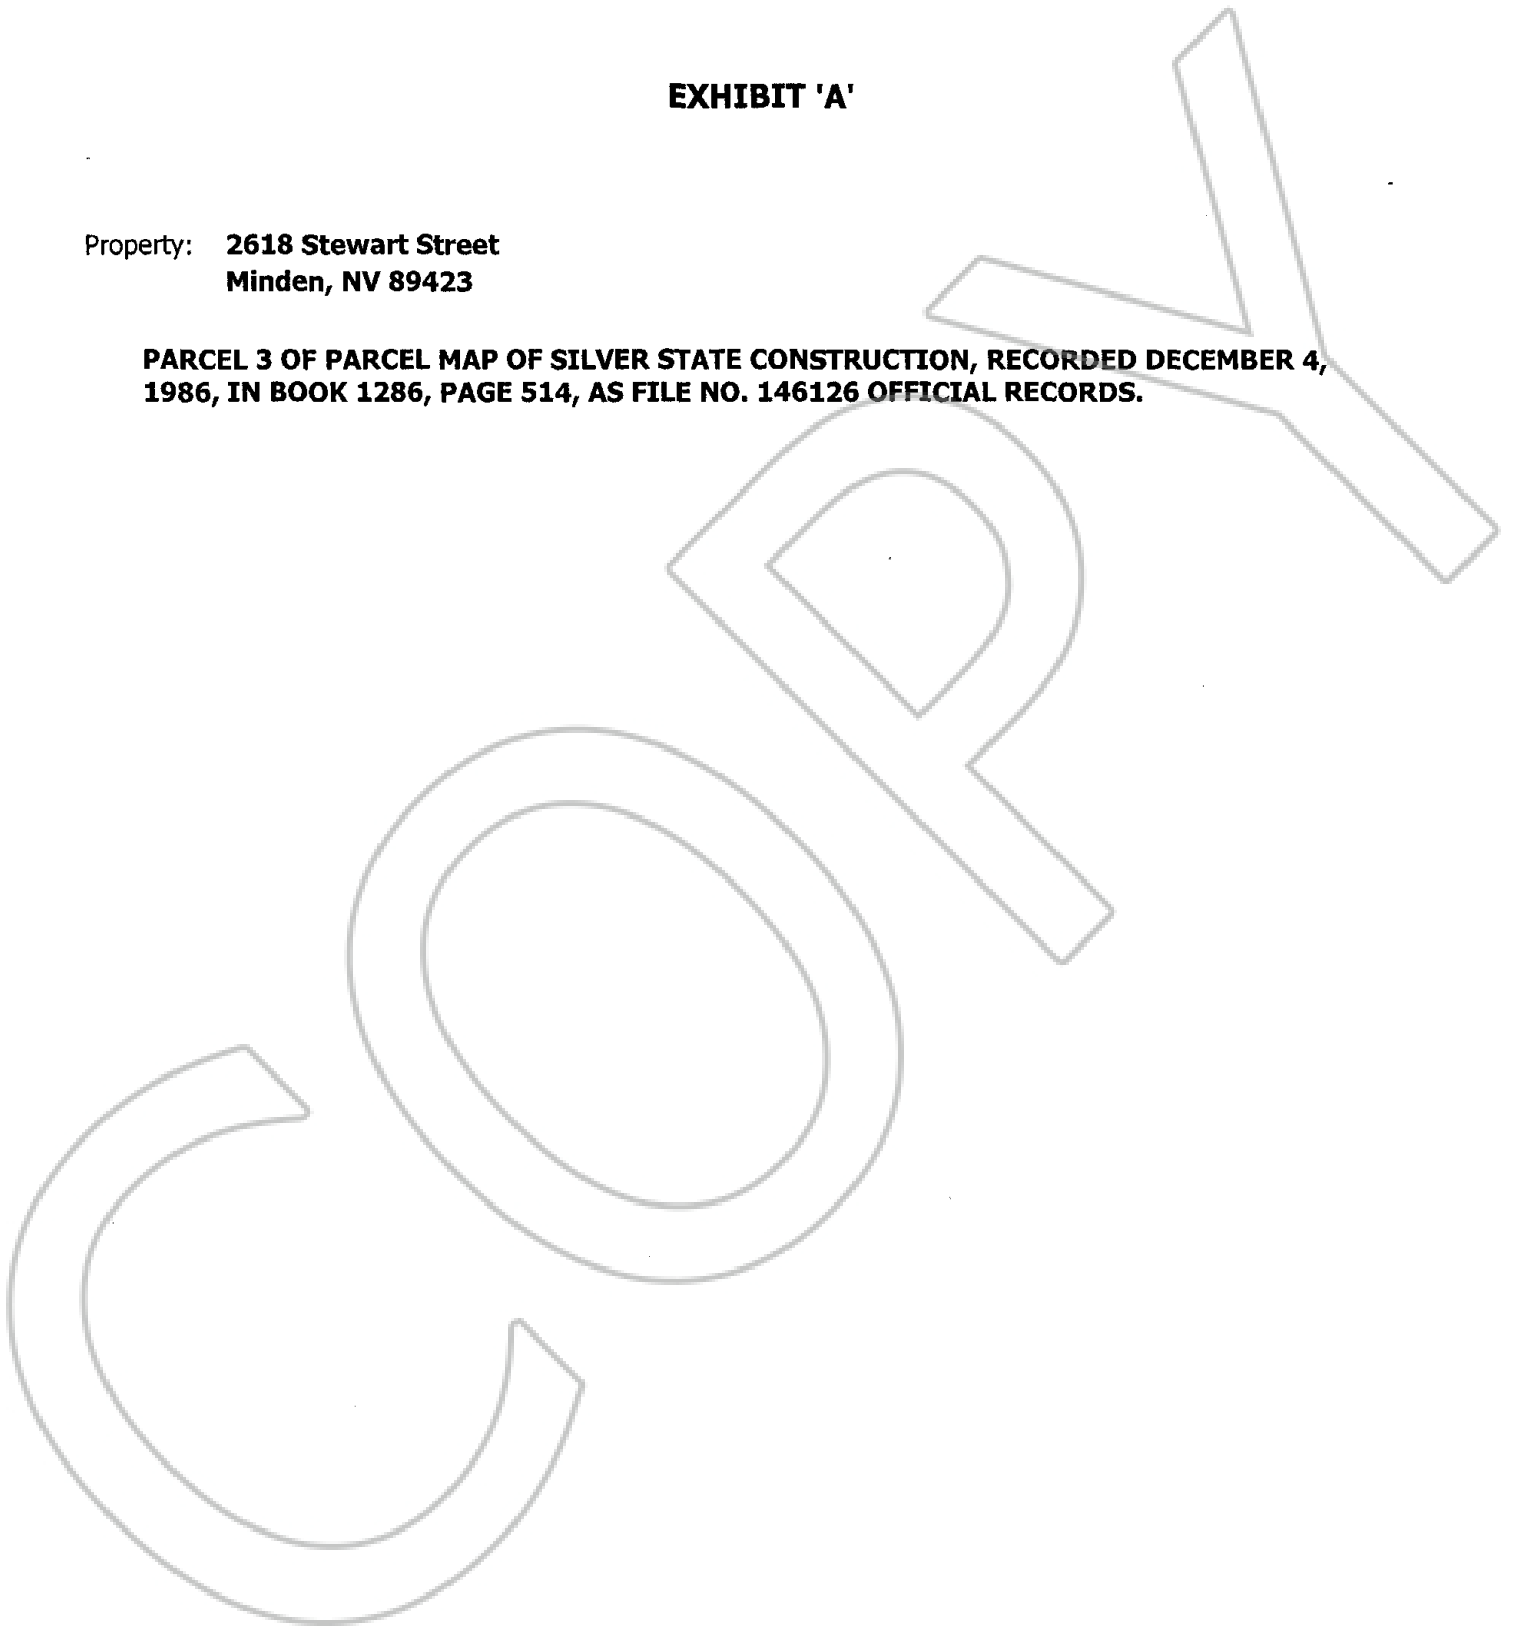 EXHIBIT 'A'
Property: 2618 Stewart Street
Minden, NV 89423
PARCEL 3 OF PARCEL MAP OF SILVER STATE CONSTRUCTION, RECORDED DECEMBER 4,
1986, IN BOOK 1286, PAGE 514, AS FILE NO. 146126 OFFICIAL RECORDS.
COPY